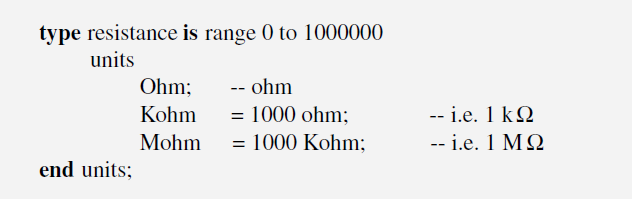 type resistance is range 0 to 1000000
units
Ohm; -- ohm
Kohm = 1000 ohm; -- i.e. 1 kΩ
Mohm = 1000 Kohm; -- i.e. 1 MΩ
end units;